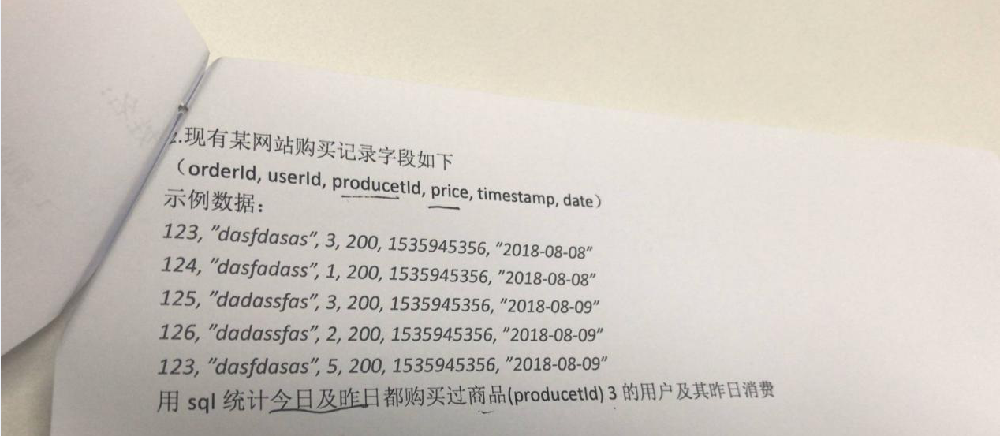 .现有某网站购买记录字段如下
（orderId, userId, producetId, price, timestamp, date）
示例数据：
123, ”dasfdasas”, 3, 200, 1535945356, ”2018-08-08”
124, ”dasfadass”, 1, 200, 1535945356, ”2018-08-08”
125, ”dadassfas”, 3, 200, 1535945356, ”2018-08-09”
126, ”dadassfas”, 2, 200, 1535945356, ”2018-08-09”
123, ”dasfdasas”, 5, 200, 1535945356, ”2018-08-09”
用 sql 统计今日及昨日都购买过商品(producetId) 3 的用户及其昨日消费